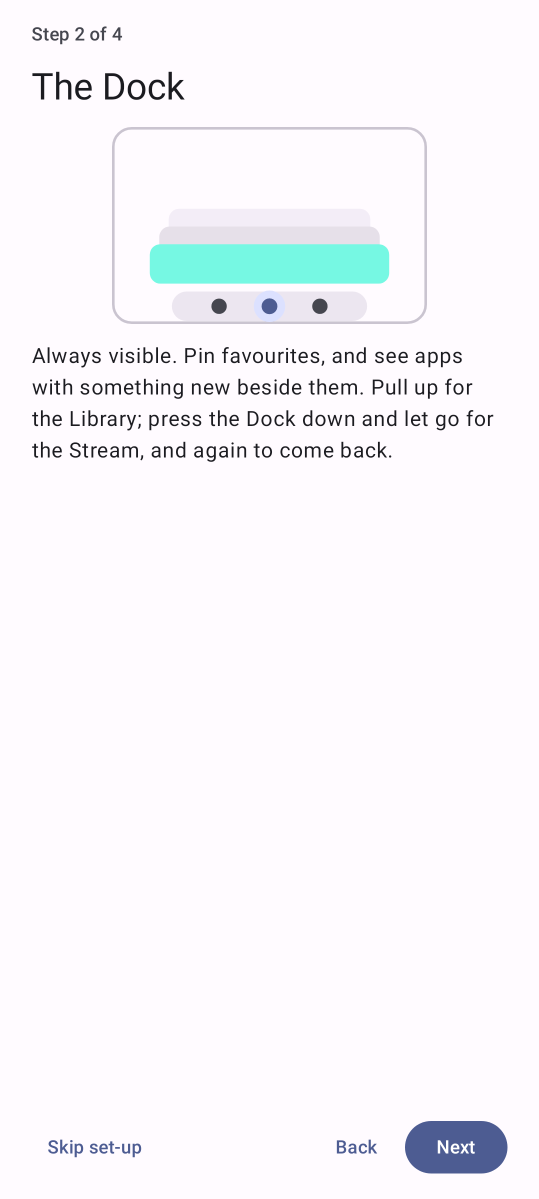 Step 2 of 4
The Dock
Always visible. Pin favourites, and see apps
with something new beside them. Pull up for
the Library; press the Dock down and let go for
the Stream, and again to come back.
Skip set-up
Back
Next